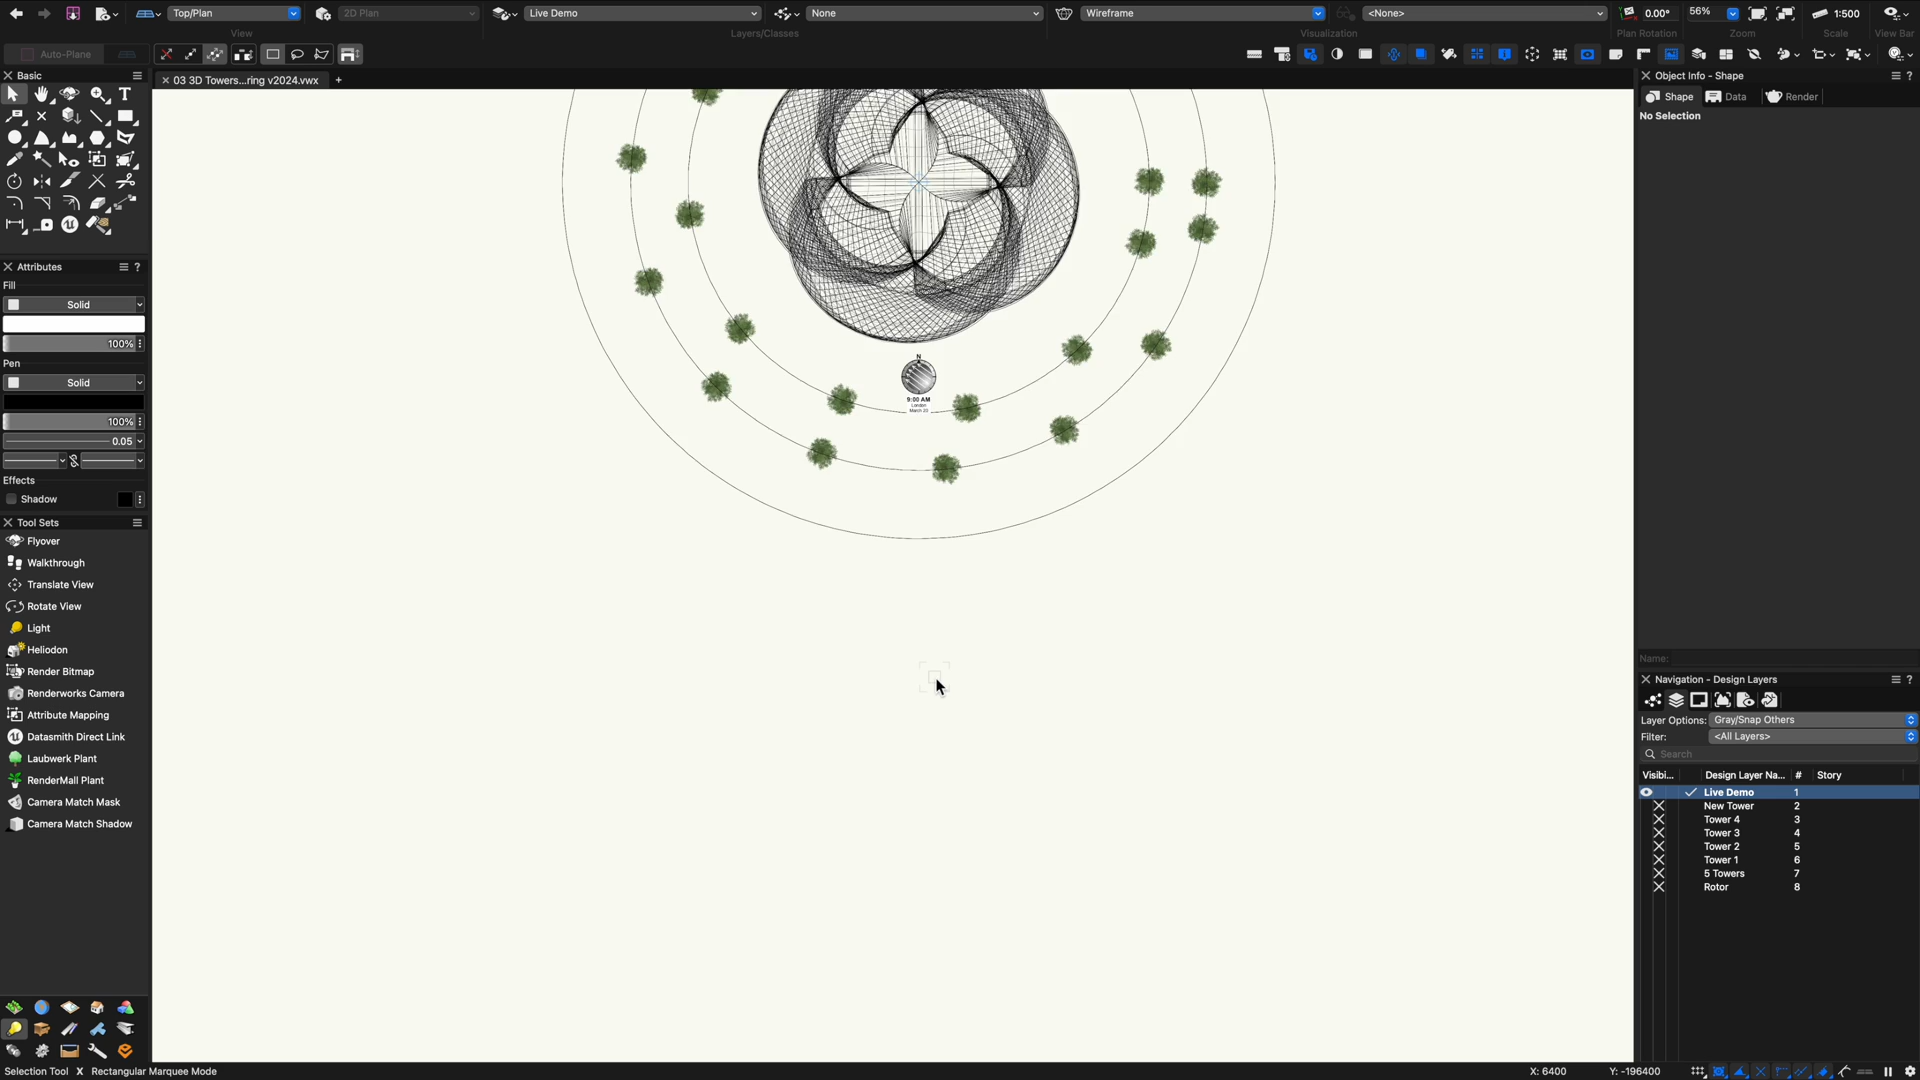 Top/Plan
2D Plan
Live Demo
None
Wireframe
<None>
0.00°
56%
1:500
View
Layers/Classes
Visualization
Plan Rotation
Zoom
Scale
View Bar
Auto-Plane
Basic
03 3D Towers...ring v2024.vwx
Object Info - Shape
Shape
Data
Render
No Selection
Attributes
Fill
Solid
100%
Pen
Solid
100%
0.05
Effects
Shadow
Tool Sets
Flyover
Walkthrough
Translate View
Rotate View
Light
Heliodon
Render Bitmap
Renderworks Camera
Attribute Mapping
Datasmith Direct Link
Laubwerk Plant
RenderMall Plant
Camera Match Mask
Camera Match Shadow
N
9:00 AM
London
March 20
Name:
Navigation - Design Layers
Layer Options: Gray/Snap Others
Filter: <All Layers>
Search
Visibi... Design Layer Na... # Story
Live Demo 1
New Tower 2
Tower 4 3
Tower 3 4
Tower 2 5
Tower 1 6
5 Towers 7
Rotor 8
Selection Tool X Rectangular Marquee Mode
X: 6400 Y: -196400